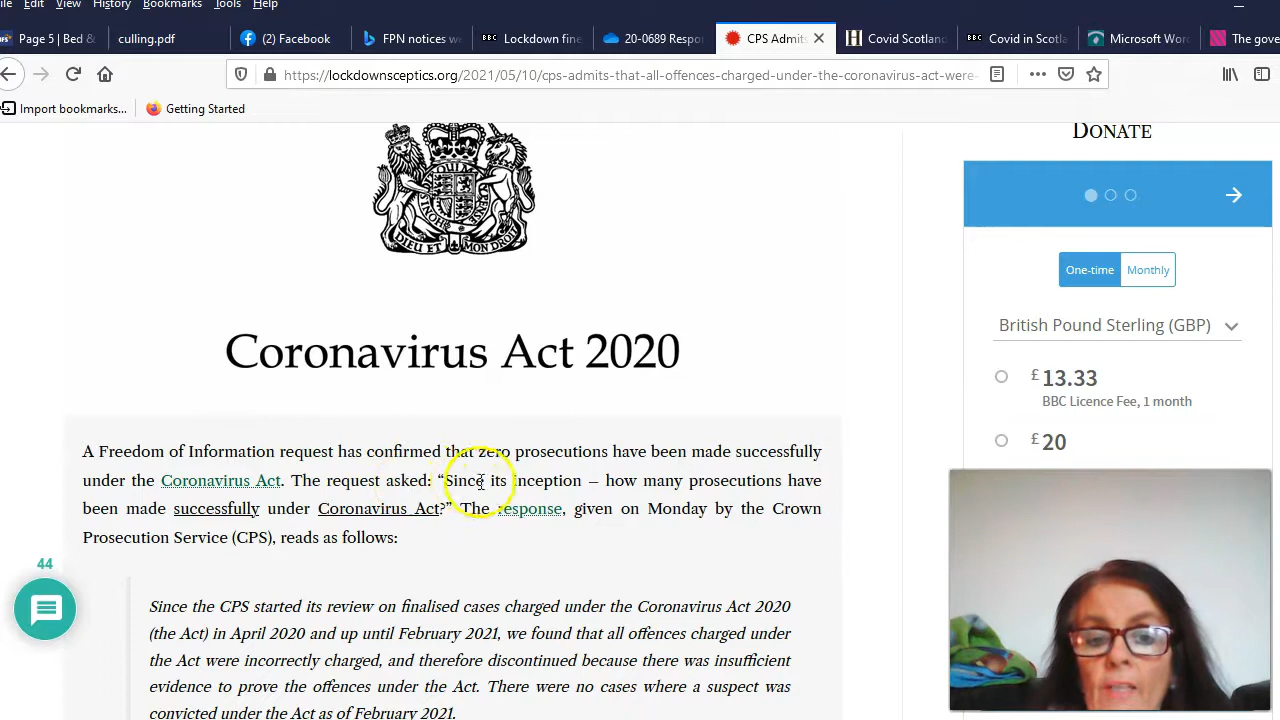 File Edit View History Bookmarks Tools Help
Page 5 | Bed &
culling.pdf
(2) Facebook
FPN notices we
BBC Lockdown fine
20-0689 Respo
CPS Admits
Covid Scotland
BBC Covid in Scotla
Microsoft Word
The gove
https://lockdownsceptics.org/2021/05/10/cps-admits-that-all-offences-charged-under-the-coronavirus-act-were-
Import bookmarks...
Getting Started
DIEU ET MON DROIT
Coronavirus Act 2020
A Freedom of Information request has confirmed that zero prosecutions have been made successfully
under the Coronavirus Act. The request asked: “Since its inception – how many prosecutions have
been made successfully under Coronavirus Act?” The response, given on Monday by the Crown
Prosecution Service (CPS), reads as follows:
Since the CPS started its review on finalised cases charged under the Coronavirus Act 2020
(the Act) in April 2020 and up until February 2021, we found that all offences charged under
the Act were incorrectly charged, and therefore discontinued because there was insufficient
evidence to prove the offences under the Act. There were no cases where a suspect was
convicted under the Act as of February 2021.
44
DONATE
One-time
Monthly
British Pound Sterling (GBP)
£ 13.33
BBC Licence Fee, 1 month
£ 20